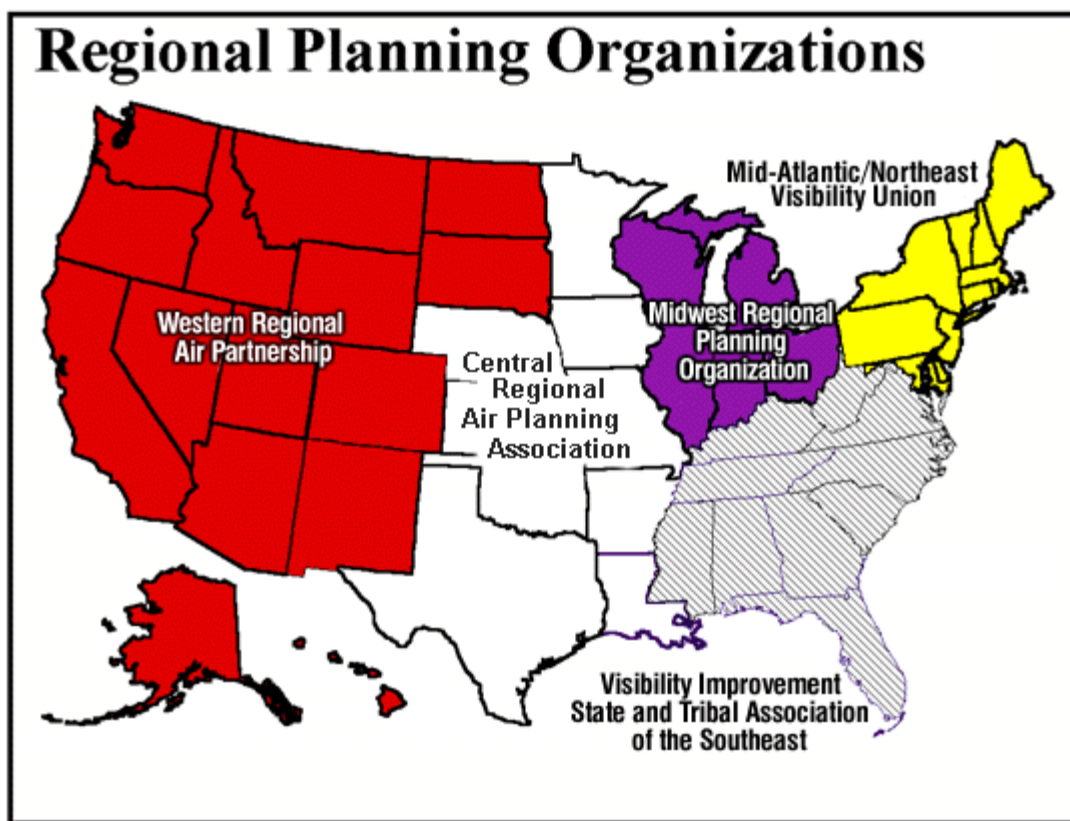 Regional Planning Organizations
Mid-Atlantic/Northeast
Visibility Union
Western Regional
Air Partnership
Midwest Regional
Planning
Organization
Central
Regional
Air Planning
Association
Visibility Improvement
State and Tribal Association
of the Southeast